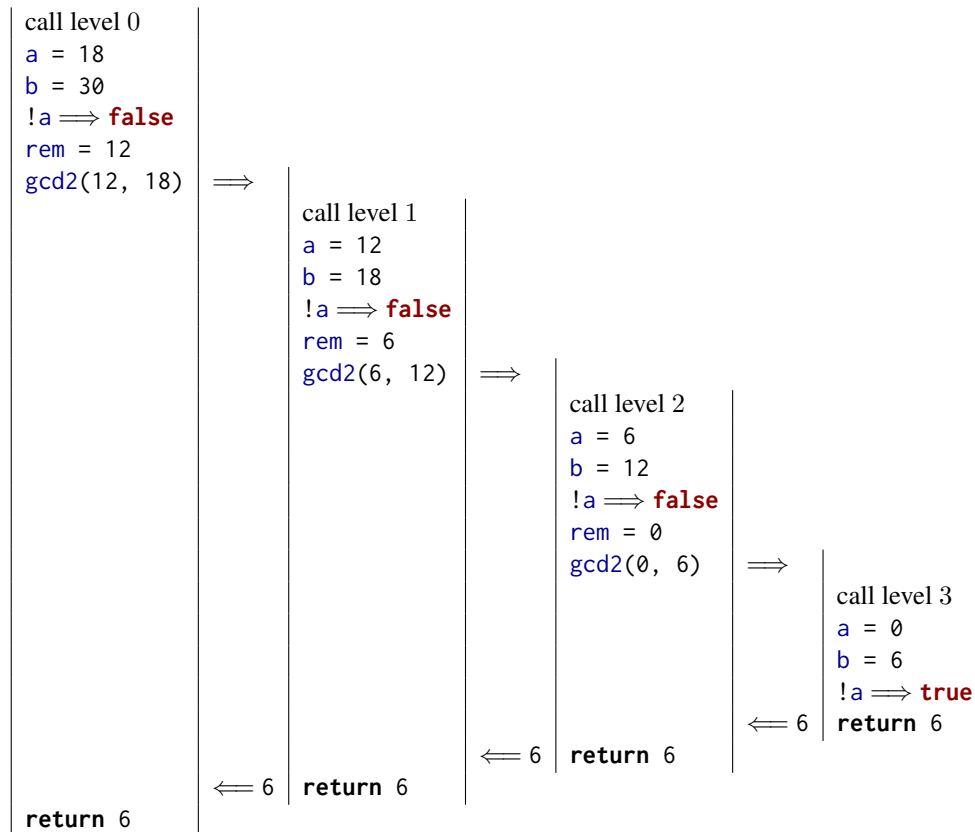 call level 0
a = 18
b = 30
!a ⟹ false
rem = 12
gcd2(12, 18) ⟹
call level 1
a = 12
b = 18
!a ⟹ false
rem = 6
gcd2(6, 12) ⟹
call level 2
a = 6
b = 12
!a ⟹ false
rem = 0
gcd2(0, 6) ⟹
call level 3
a = 0
b = 6
!a ⟹ true
⟸ 6 return 6
⟸ 6 return 6
⟸ 6 return 6
return 6